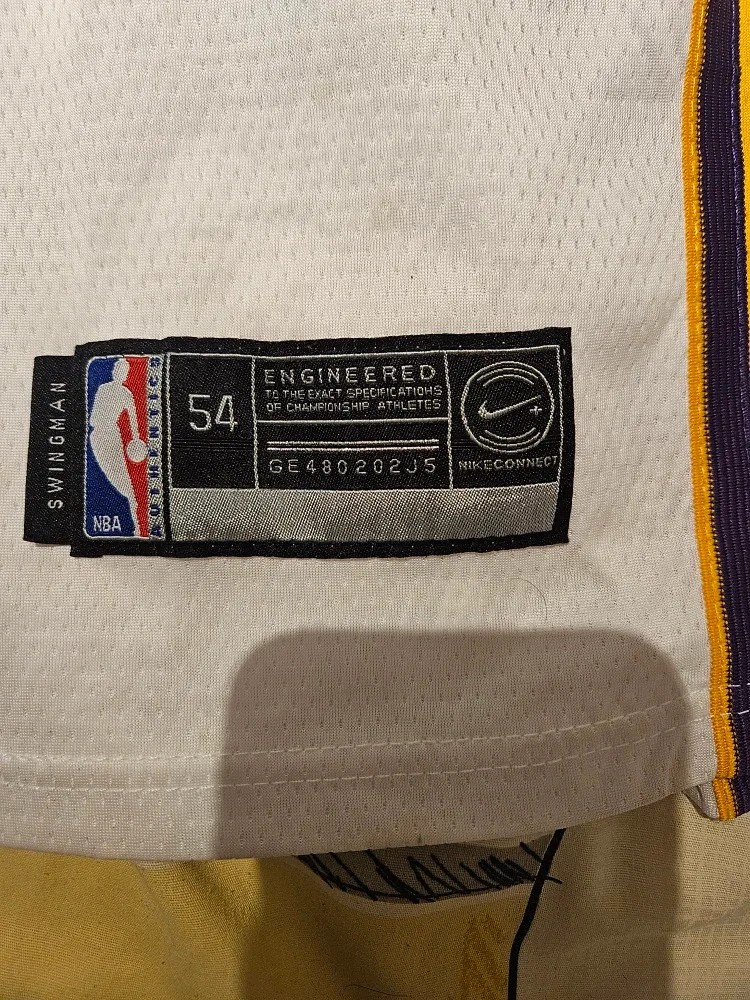 SWINGMAN
NBA
AUTHENTICS
54
ENGINEERED
TO THE EXACT SPECIFICATIONS
OF CHAMPIONSHIP ATHLETES
GE480202J5
NIKECONNECT